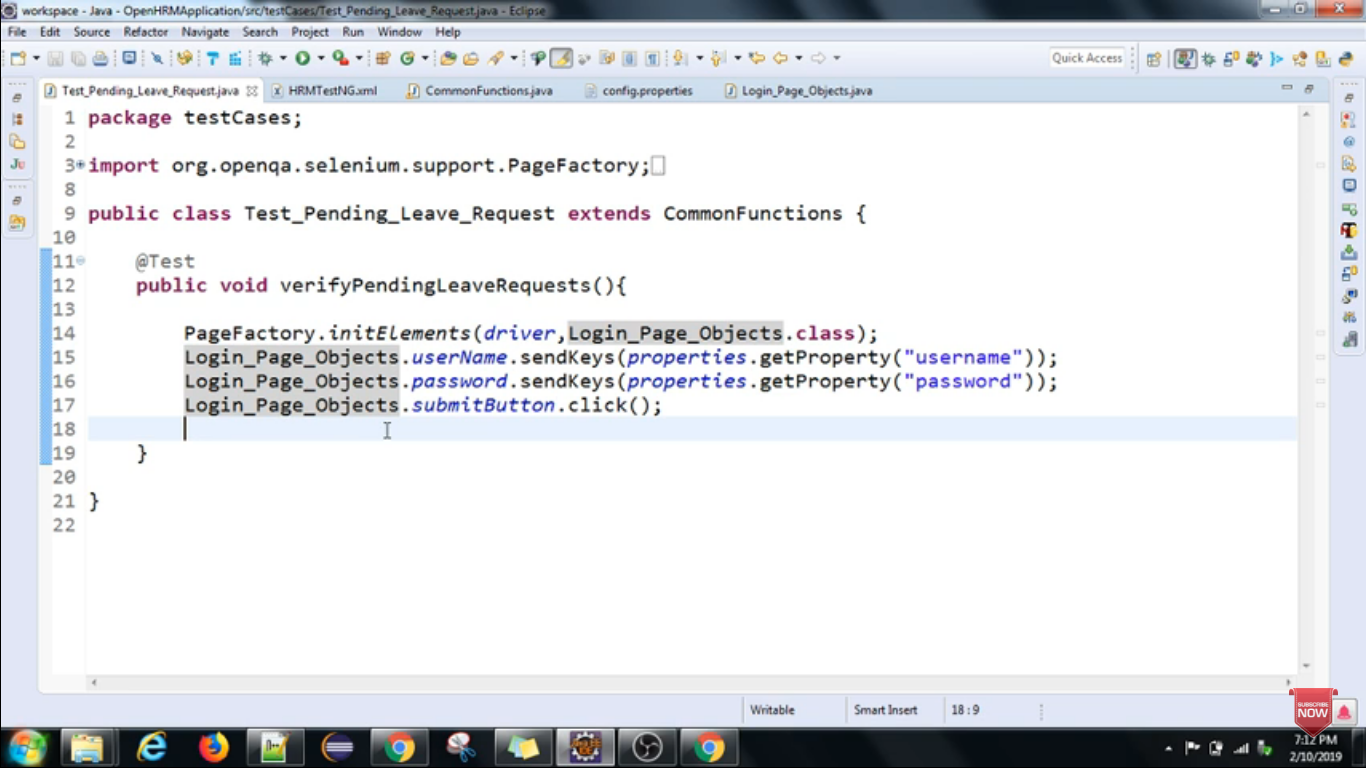 workspace - Java - OpenHRMApplication/src/testCases/Test_Pending_Leave_Request.java - Eclipse
File Edit Source Refactor Navigate Search Project Run Window Help
Quick Access
Test_Pending_Leave_Request.java HRMTestNG.xml CommonFunctions.java config.properties Login_Page_Objects.java
1 package testCases;
2
3 import org.openqa.selenium.support.PageFactory;
8
9 public class Test_Pending_Leave_Request extends CommonFunctions {
10
11 @Test
12 public void verifyPendingLeaveRequests(){
13
14 PageFactory.initElements(driver,Login_Page_Objects.class);
15 Login_Page_Objects.userName.sendKeys(properties.getProperty("username"));
16 Login_Page_Objects.password.sendKeys(properties.getProperty("password"));
17 Login_Page_Objects.submitButton.click();
18
19 }
20
21 }
22
Writable Smart Insert 18 : 9
SUBSCRIBE
NOW
7:12 PM
2/10/2019